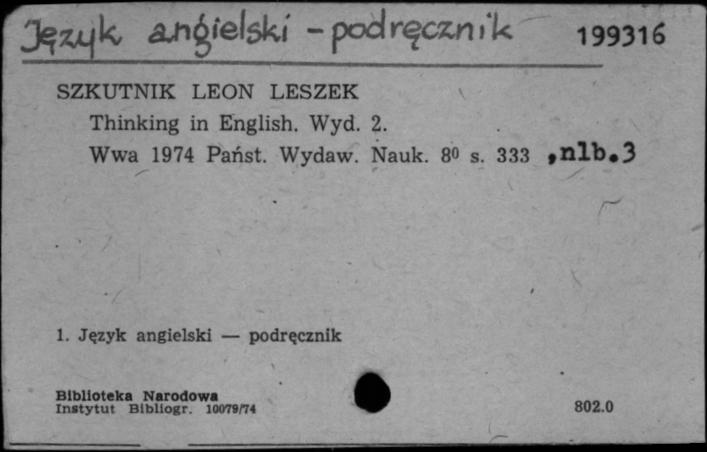 Język angielski - podręcznik 199316
SZKUTNIK LEON LESZEK
Thinking in English. Wyd. 2.
Wwa 1974 Państ. Wydaw. Nauk. 8⁰ s. 333 ,nlb.3
1. Język angielski — podręcznik
Biblioteka Narodowa
Instytut Bibliogr. 10079/74 802.0